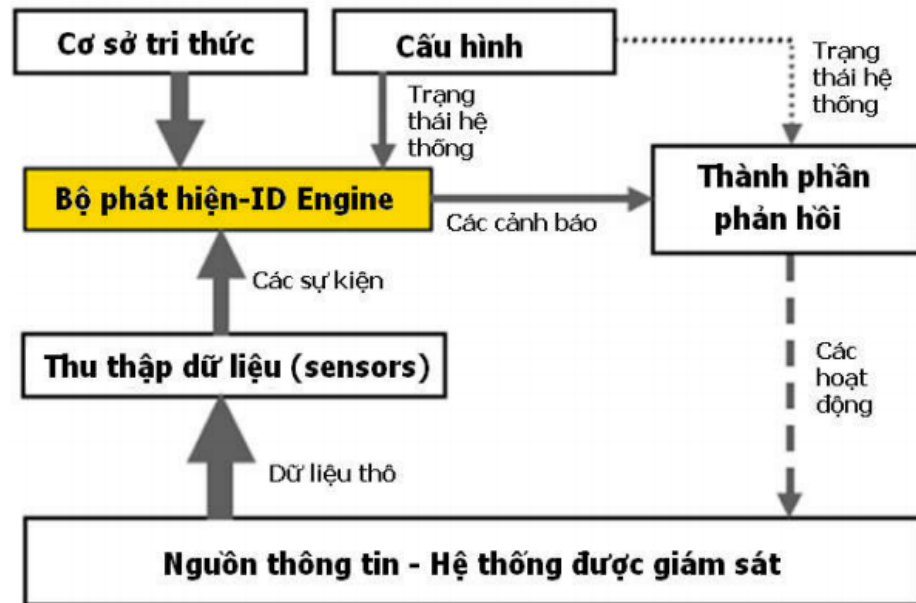 Cơ sở tri thức
Cấu hình
Trạng
thái hệ
thống
Trạng
thái hệ
thống
Bộ phát hiện-ID Engine
Các cảnh báo
Thành phần
phản hồi
Các sự kiện
Thu thập dữ liệu (sensors)
Các
hoạt
động
Dữ liệu thô
Nguồn thông tin - Hệ thống được giám sát